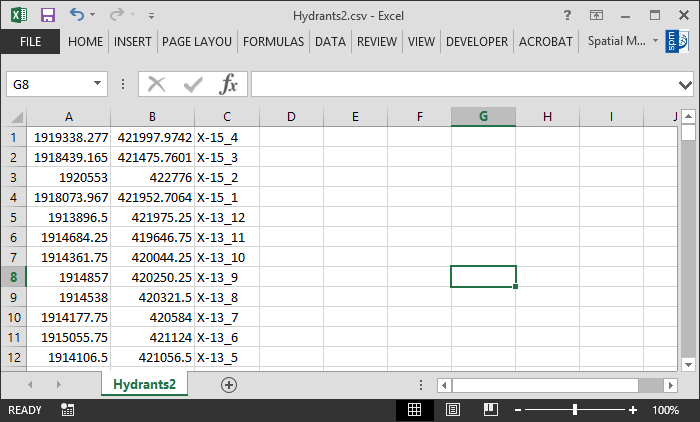 Hydrants2.csv - Excel
FILE HOME INSERT PAGE LAYOU FORMULAS DATA REVIEW VIEW DEVELOPER ACROBAT Spatial M... spm
G8 fx
A B C D E F G H I J
1 1919338.277 421997.9742 X-15_4
2 1918439.165 421475.7601 X-15_3
3 1920553 422776 X-15_2
4 1918073.967 421952.7064 X-15_1
5 1913896.5 421975.25 X-13_12
6 1914684.25 419646.75 X-13_11
7 1914361.75 420044.25 X-13_10
8 1914857 420250.25 X-13_9
9 1914538 420321.5 X-13_8
10 1914177.75 420584 X-13_7
11 1915055.75 421124 X-13_6
12 1914106.5 421056.5 X-13_5
Hydrants2
READY 100%